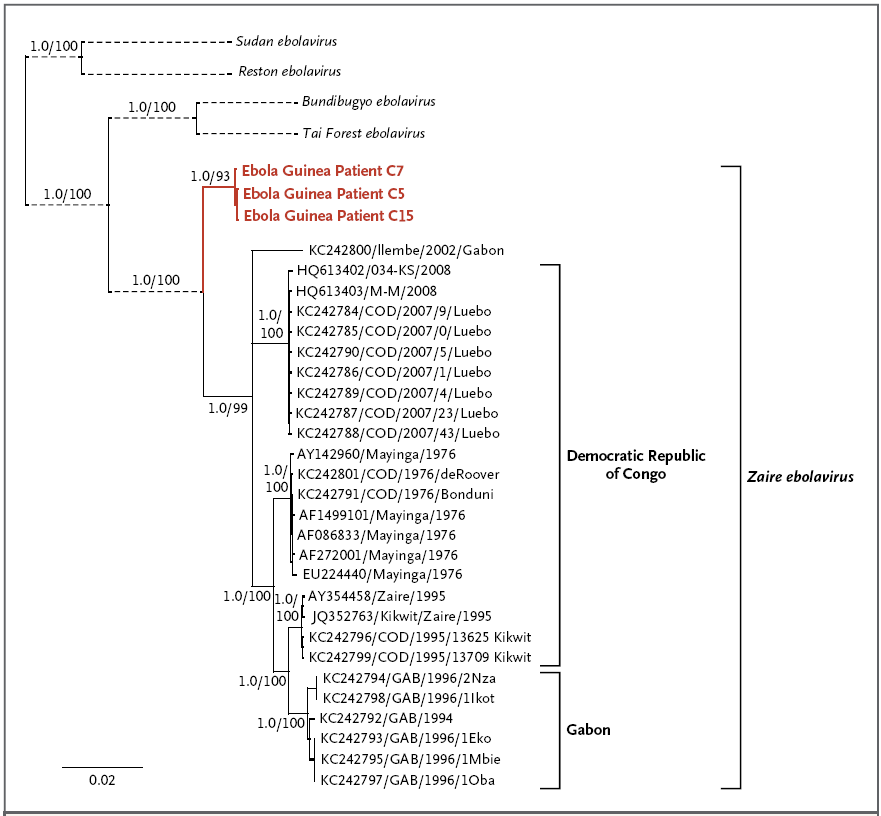 1.0/100
Sudan ebolavirus
Reston ebolavirus
1.0/100
Bundibugyo ebolavirus
Tai Forest ebolavirus
1.0/100
1.0/93
Ebola Guinea Patient C7
Ebola Guinea Patient C5
Ebola Guinea Patient C15
1.0/100
KC242800/Ilembe/2002/Gabon
HQ613402/034-KS/2008
HQ613403/M-M/2008
1.0/
100
KC242784/COD/2007/9/Luebo
KC242785/COD/2007/0/Luebo
KC242790/COD/2007/5/Luebo
KC242786/COD/2007/1/Luebo
KC242789/COD/2007/4/Luebo
KC242787/COD/2007/23/Luebo
KC242788/COD/2007/43/Luebo
1.0/99
AY142960/Mayinga/1976
1.0/
100
KC242801/COD/1976/deRoover
KC242791/COD/1976/Bonduni
AF1499101/Mayinga/1976
AF086833/Mayinga/1976
AF272001/Mayinga/1976
EU224440/Mayinga/1976
Democratic Republic
of Congo
Zaire ebolavirus
1.0/100
1.0/
100
AY354458/Zaire/1995
JQ352763/Kikwit/Zaire/1995
KC242796/COD/1995/13625 Kikwit
KC242799/COD/1995/13709 Kikwit
1.0/100
KC242794/GAB/1996/2Nza
KC242798/GAB/1996/1Ikot
1.0/100
KC242792/GAB/1994
KC242793/GAB/1996/1Eko
KC242795/GAB/1996/1Mbie
KC242797/GAB/1996/1Oba
Gabon
0.02